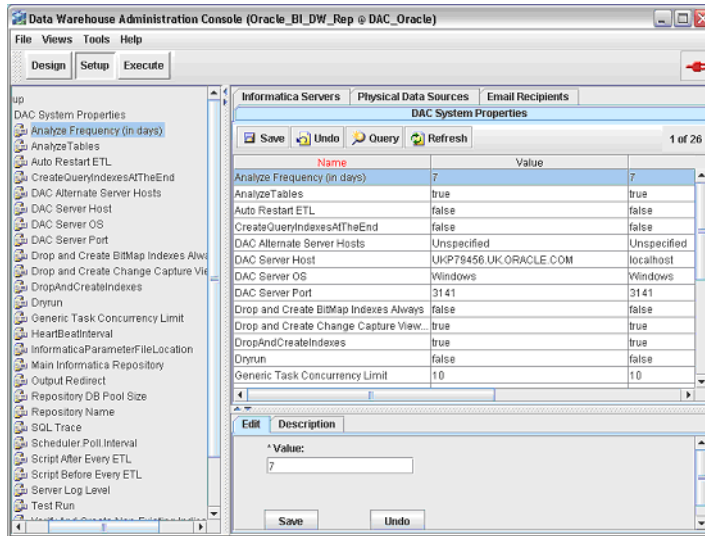 Data Warehouse Administration Console (Oracle_BI_DW_Rep @ DAC_Oracle)
File Views Tools Help
Design Setup Execute
up
DAC System Properties
Analyze Frequency (in days)
AnalyzeTables
Auto Restart ETL
CreateQueryIndexesAtTheEnd
DAC Alternate Server Hosts
DAC Server Host
DAC Server OS
DAC Server Port
Drop and Create BitMap Indexes Alwa
Drop and Create Change Capture Vie
DropAndCreateIndexes
Dryrun
Generic Task Concurrency Limit
HeartBeatInterval
InformaticaParameterFileLocation
Main Informatica Repository
Output Redirect
Repository DB Pool Size
Repository Name
SQL Trace
Scheduler.Poll.Interval
Script After Every ETL
Script Before Every ETL
Server Log Level
Test Run
Informatica Servers Physical Data Sources Email Recipients
DAC System Properties
Save Undo Query Refresh 1 of 26
Name Value
Analyze Frequency (in days) 7 7
AnalyzeTables true true
Auto Restart ETL false false
CreateQueryIndexesAtTheEnd false false
DAC Alternate Server Hosts Unspecified Unspecified
DAC Server Host UKP79456.UK.ORACLE.COM localhost
DAC Server OS Windows Windows
DAC Server Port 3141 3141
Drop and Create BitMap Indexes Always false false
Drop and Create Change Capture View... true true
DropAndCreateIndexes true true
Dryrun false false
Generic Task Concurrency Limit 10 10
Edit Description
*Value:
7
Save Undo